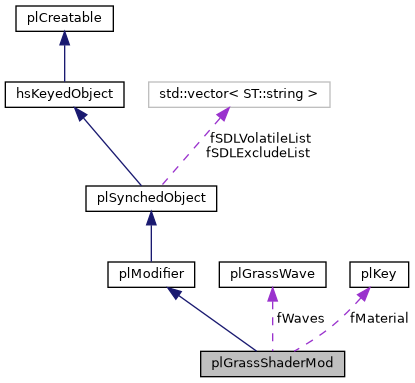 plCreatable
hsKeyedObject
std::vector< ST::string >
fSDLVolatileList
fSDLExcludeList
plSynchedObject
plModifier
plGrassWave
plKey
fWaves
fMaterial
plGrassShaderMod